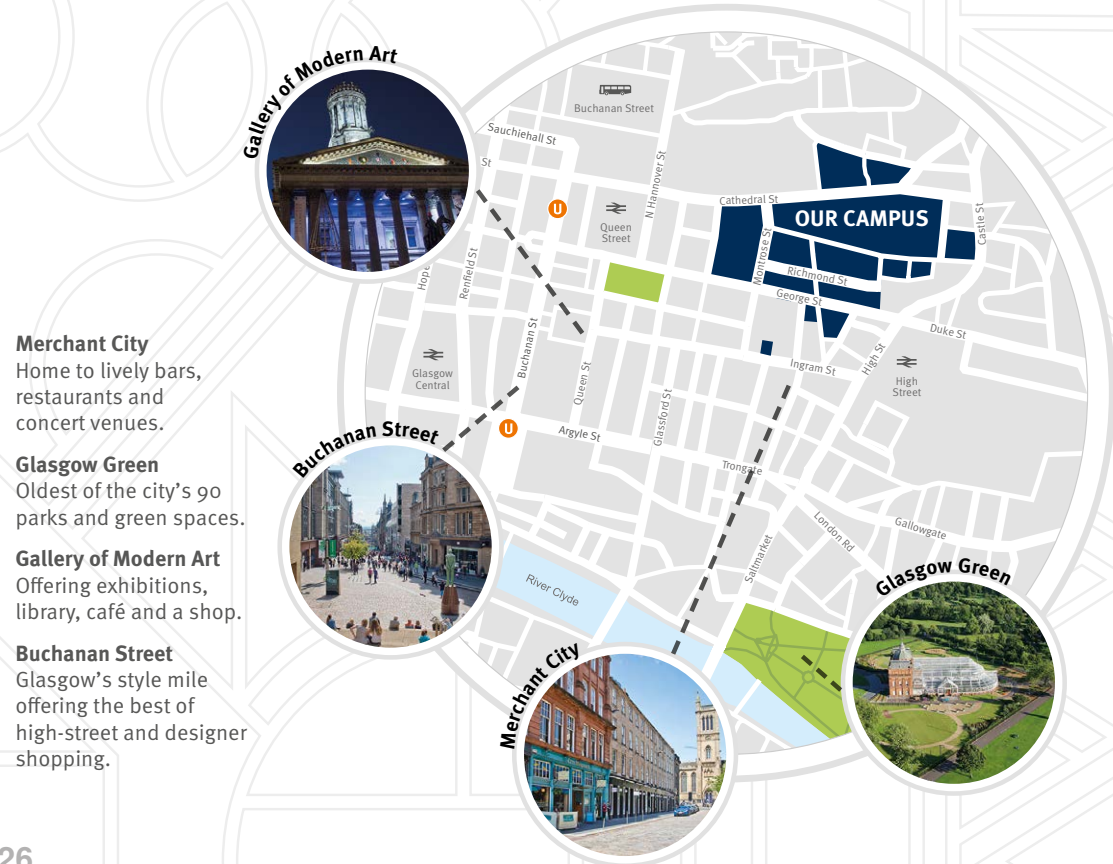 Gallery of Modern Art
Buchanan Street
Sauchiehall St
St
N Hannover St
U
Queen
Street
Cathedral St
OUR CAMPUS
Castle St
Montrose St
Richmond St
George St
Hope
Renfield St
Duke St
Merchant City
Home to lively bars,
restaurants and
concert venues.
Glasgow Green
Oldest of the city's 90
parks and green spaces.
Gallery of Modern Art
Offering exhibitions,
library, café and a shop.
Buchanan Street
Glasgow's style mile
offering the best of
high-street and designer
shopping.
Glasgow
Central
Buchanan St
Queen St
Ingram St
High St
High
Street
Glassford St
U
Argyle St
Trongate
Buchanan Street
London Rd
Gallowgate
Saltmarket
River Clyde
Glasgow Green
Merchant City
26